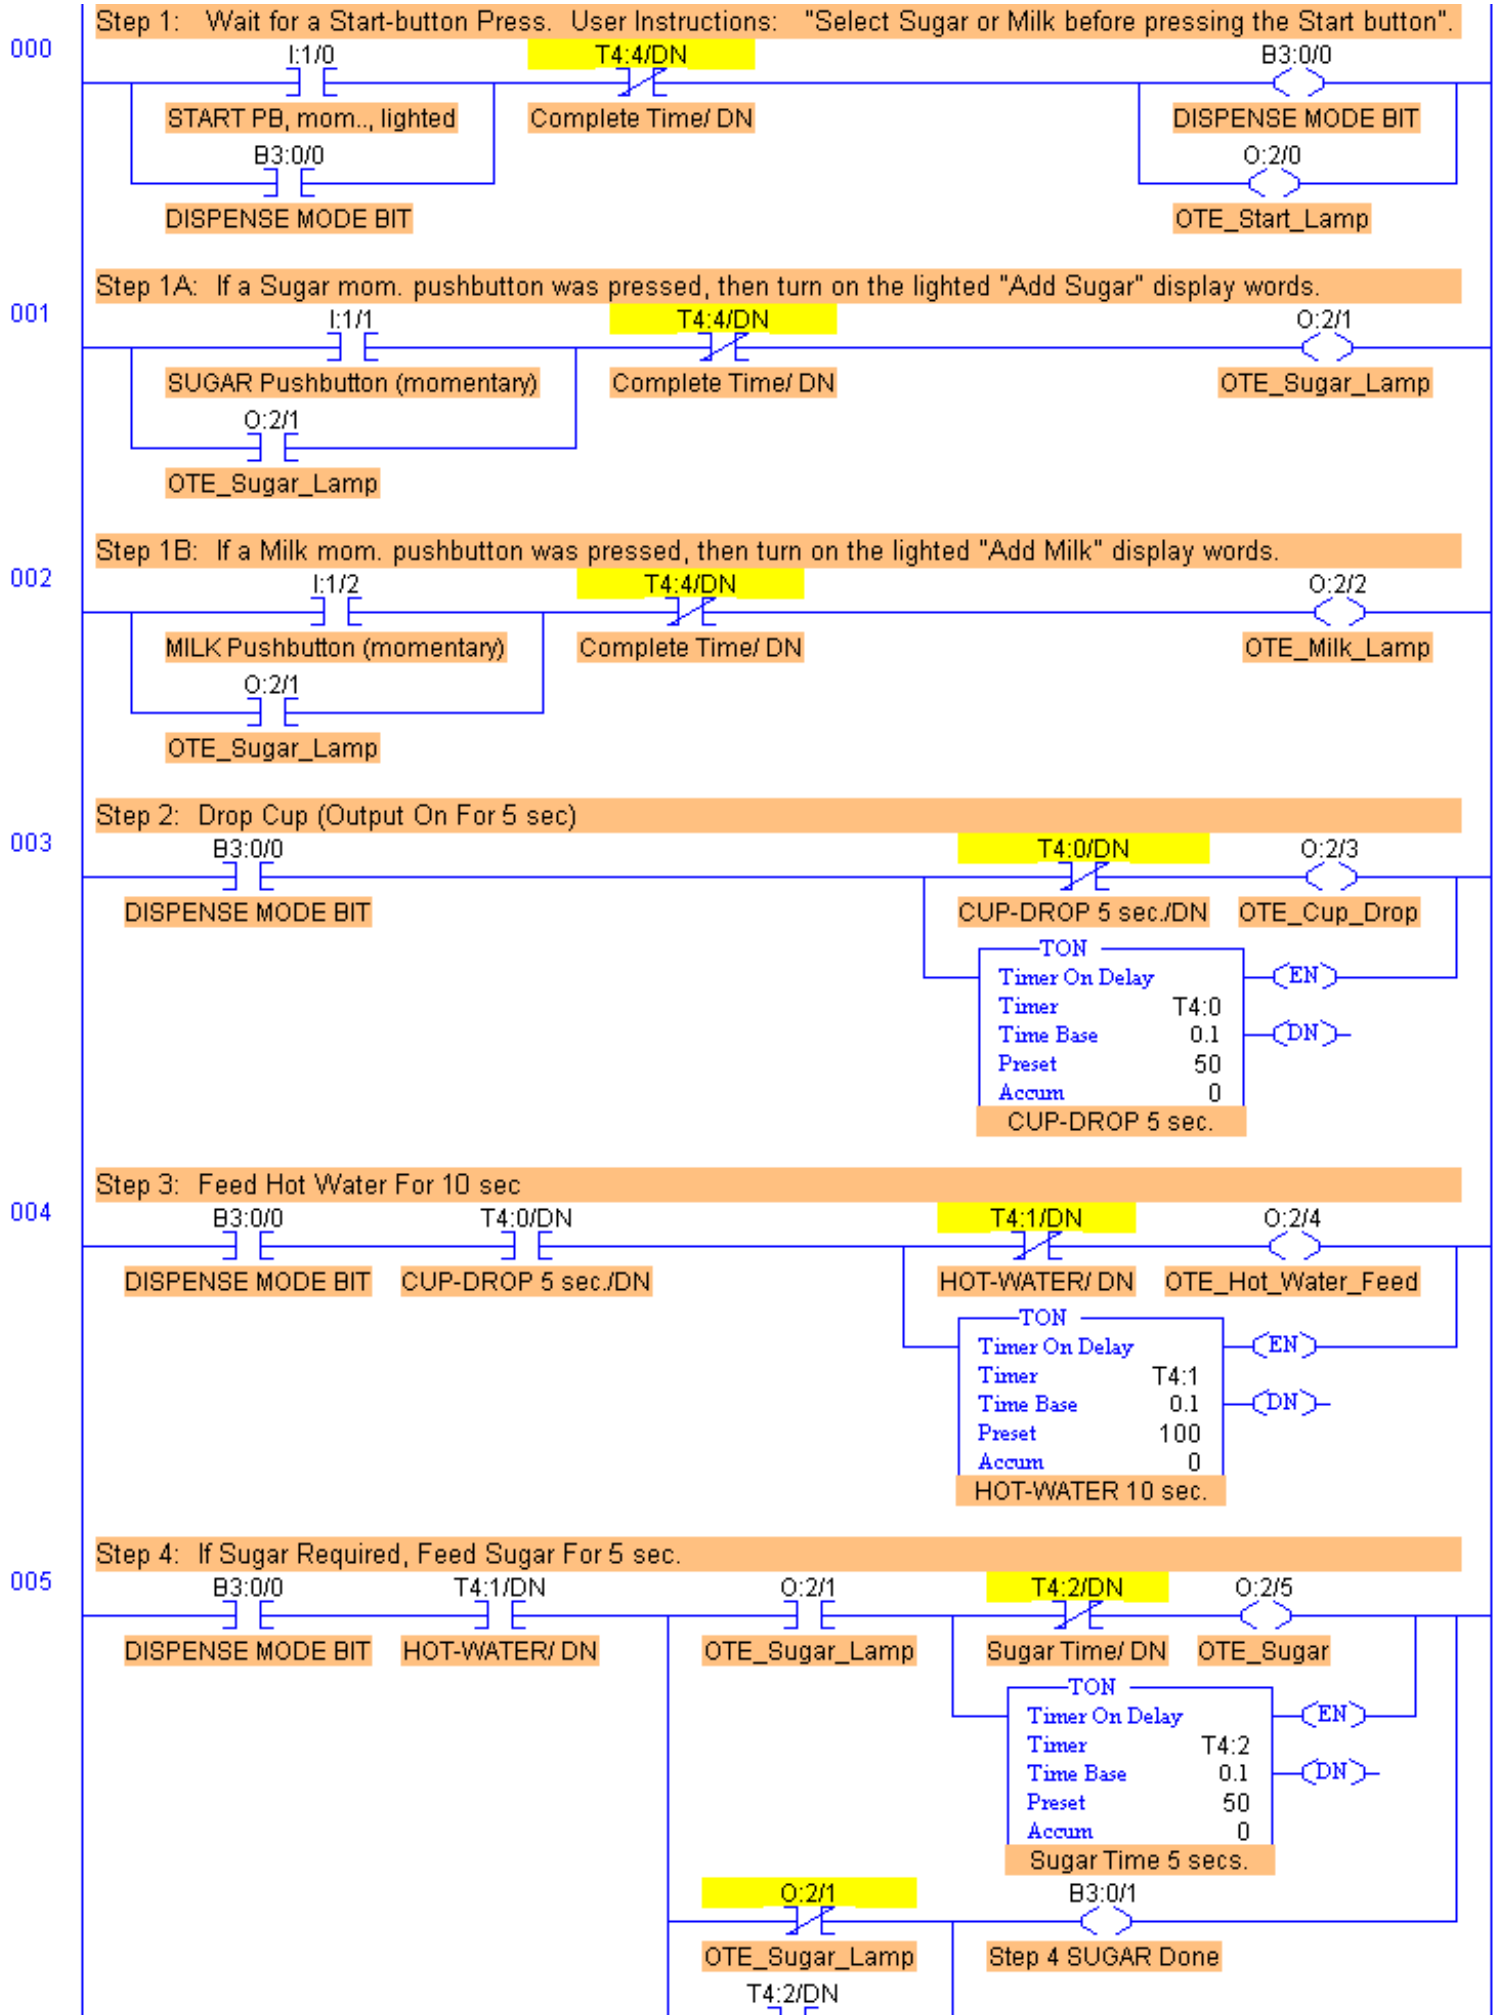 Step 1:   Wait for a Start-button Press.  User Instructions:   "Select Sugar or Milk before pressing the Start button".
000
I:1/0   T4:4/DN   B3:0/0
START PB, mom.., lighted   Complete Time/ DN   DISPENSE MODE BIT
B3:0/0   O:2/0
DISPENSE MODE BIT   OTE_Start_Lamp
Step 1A:  If a Sugar mom. pushbutton was pressed, then turn on the lighted "Add Sugar" display words.
001
I:1/1   T4:4/DN   O:2/1
SUGAR Pushbutton (momentary)   Complete Time/ DN   OTE_Sugar_Lamp
O:2/1
OTE_Sugar_Lamp
Step 1B:  If a Milk mom. pushbutton was pressed, then turn on the lighted "Add Milk" display words.
002
I:1/2   T4:4/DN   O:2/2
MILK Pushbutton (momentary)   Complete Time/ DN   OTE_Milk_Lamp
O:2/1
OTE_Sugar_Lamp
Step 2:  Drop Cup (Output On For 5 sec)
003
B3:0/0   T4:0/DN   O:2/3
DISPENSE MODE BIT   CUP-DROP 5 sec./DN   OTE_Cup_Drop
TON
Timer On Delay   EN
Timer   T4:0
Time Base   0.1   DN
Preset   50
Accum   0
CUP-DROP 5 sec.
Step 3:  Feed Hot Water For 10 sec
004
B3:0/0   T4:0/DN   T4:1/DN   O:2/4
DISPENSE MODE BIT   CUP-DROP 5 sec./DN   HOT-WATER/ DN   OTE_Hot_Water_Feed
TON
Timer On Delay   EN
Timer   T4:1
Time Base   0.1   DN
Preset   100
Accum   0
HOT-WATER 10 sec.
Step 4:  If Sugar Required, Feed Sugar For 5 sec.
005
B3:0/0   T4:1/DN   O:2/1   T4:2/DN   O:2/5
DISPENSE MODE BIT   HOT-WATER/ DN   OTE_Sugar_Lamp   Sugar Time/ DN   OTE_Sugar
TON
Timer On Delay   EN
Timer   T4:2
Time Base   0.1   DN
Preset   50
Accum   0
Sugar Time 5 secs.
O:2/1   B3:0/1
OTE_Sugar_Lamp   Step 4 SUGAR Done
T4:2/DN